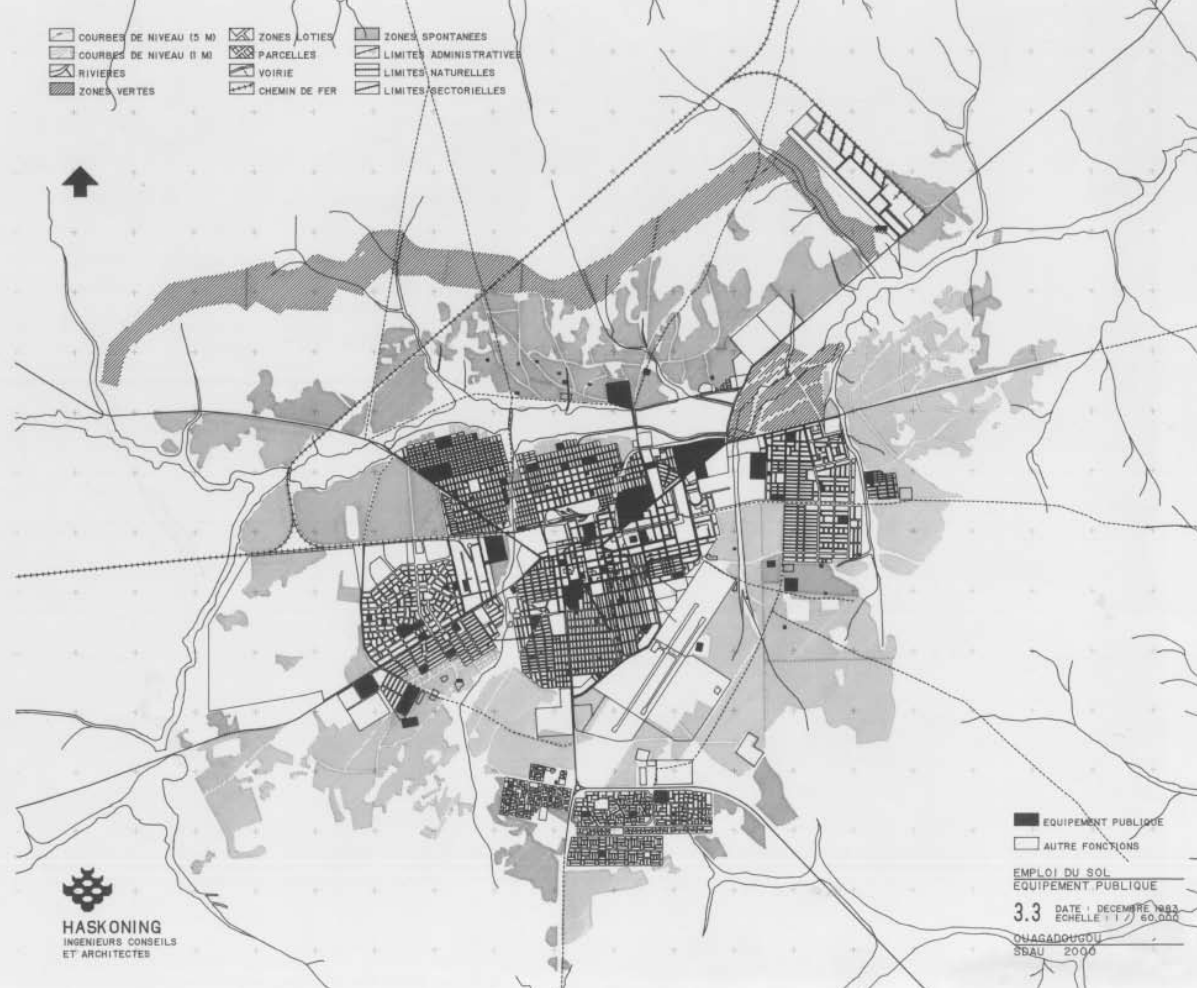 COURBES DE NIVEAU (5 M)
COURBES DE NIVEAU (1 M)
RIVIERES
ZONES VERTES
ZONES LOTIES
PARCELLES
VOIRIE
CHEMIN DE FER
ZONES SPONTANEES
LIMITES ADMINISTRATIVES
LIMITES NATURELLES
LIMITES SECTORIELLES
EQUIPEMENT PUBLIQUE
AUTRE FONCTIONS
EMPLOI DU SOL
EQUIPEMENT PUBLIQUE
3.3 DATE : DECEMBRE 1983
ECHELLE : 1 / 60.000
OUAGADOUGOU
SDAU 2000
HASKONING
INGENIEURS CONSEILS
ET ARCHITECTES